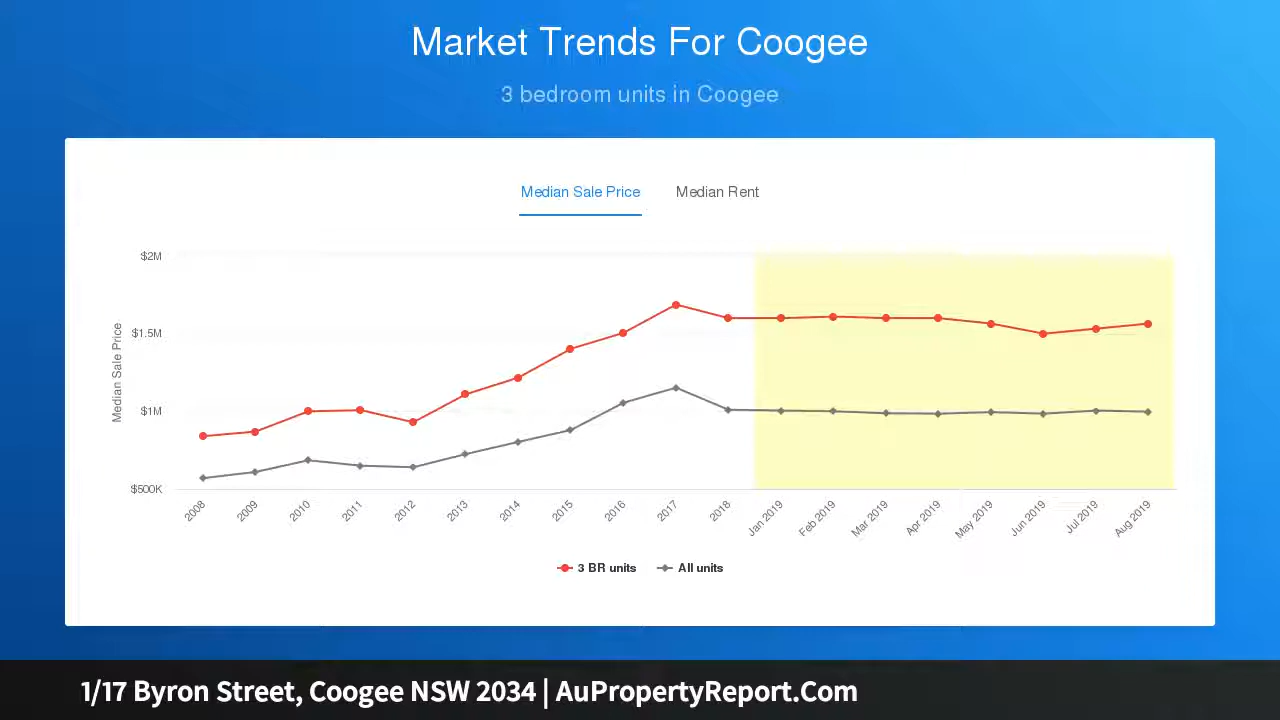 Market Trends For Coogee
3 bedroom units in Coogee
Median Sale Price
Median Rent
Median Sale Price
$2M
$1.5M
$1M
$500K
2008
2009
2010
2011
2012
2013
2014
2015
2016
2017
2018
Jan 2019
Feb 2019
Mar 2019
Apr 2019
May 2019
Jun 2019
Jul 2019
Aug 2019
3 BR units
All units
1/17 Byron Street, Coogee NSW 2034 | AuPropertyReport.Com